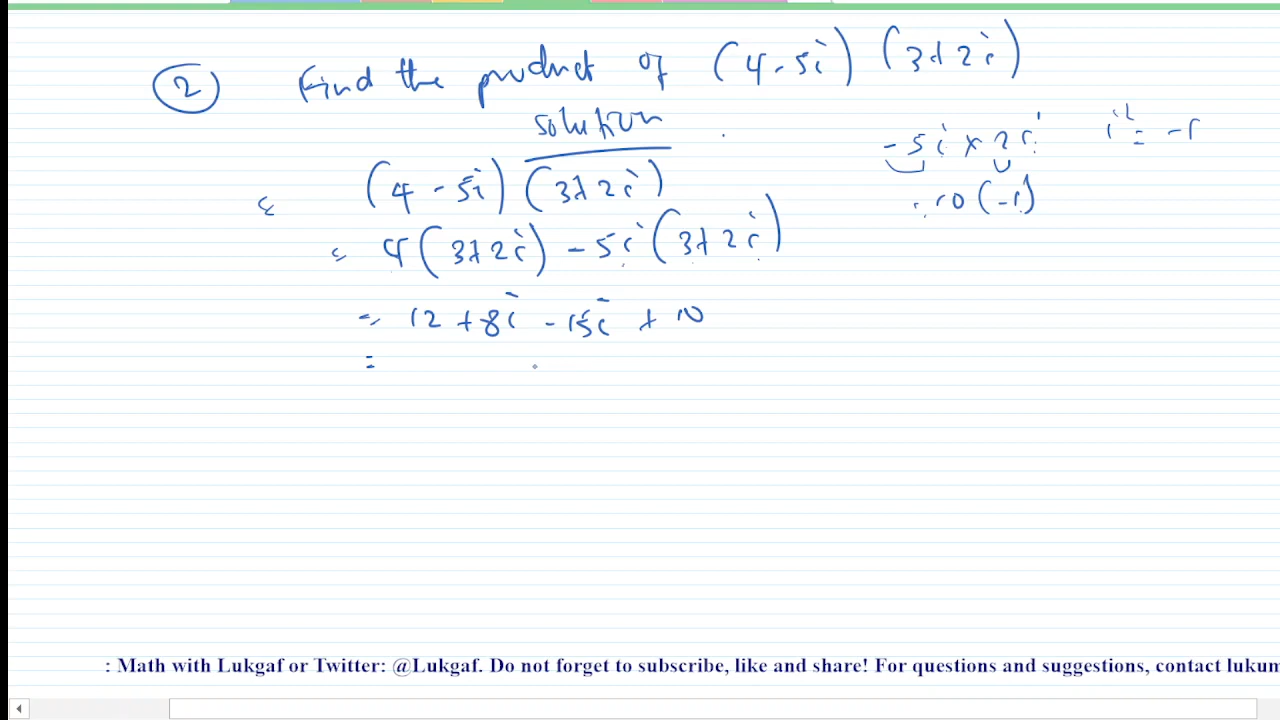 ② Find the product of (4-5i) (3+2i)
solution
-5i × 2i i² = -1
(4 - 5i) (3+2i)
-10 (-1)
= 4(3+2i) - 5i(3+2i)
= 12 + 8i - 15i + 10
=
: Math with Lukgaf or Twitter: @Lukgaf. Do not forget to subscribe, like and share! For questions and suggestions, contact lukum